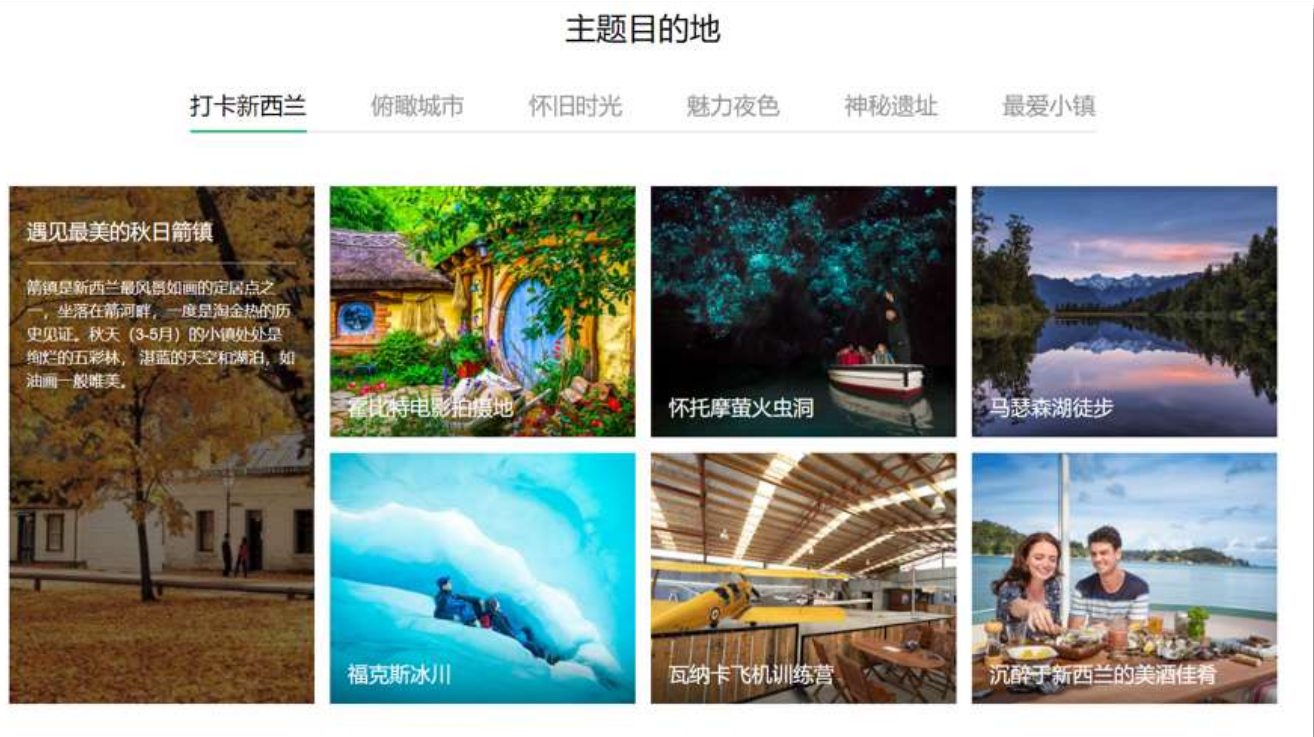 主题目的地
打卡新西兰
俯瞰城市
怀旧时光
魅力夜色
神秘遗址
最爱小镇
遇见最美的秋日箭镇
箭镇是新西兰最风景如画的定居点之
一，坐落在箭河畔，一度是淘金热的历
史见证。秋天（3-5月）的小镇处处是
绚烂的五彩林， 湛蓝的天空和湖泊，如
油画一般唯美。
霍比特电影拍摄地
怀托摩萤火虫洞
马瑟森湖徒步
福克斯冰川
瓦纳卡飞机训练营
沉醉于新西兰的美酒佳肴